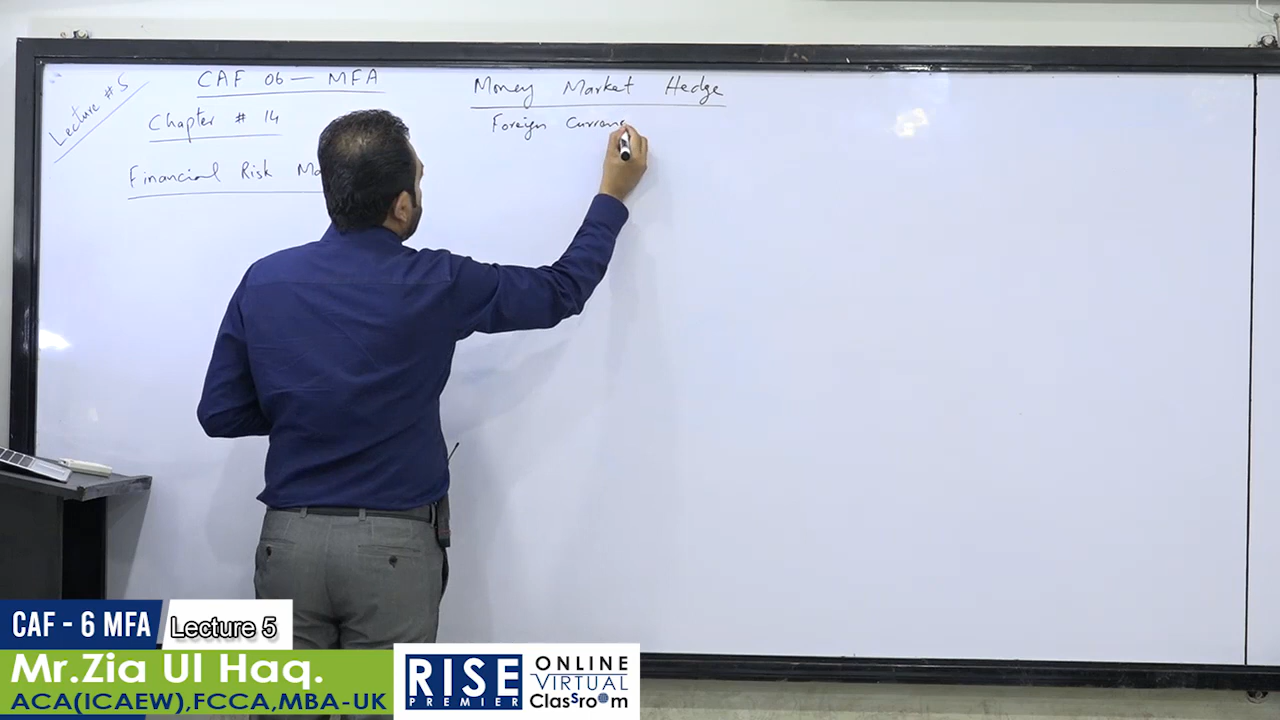 Lecture #5
CAF 06 — MFA
Chapter # 14
Financial Risk
Money Market Hedge
Foreign
CAF - 6 MFA
Lecture 5
Mr.Zia Ul Haq.
ACA(ICAEW),FCCA,MBA-UK
RISE
PREMIER
ONLINE
VIRTUAL
Classroom